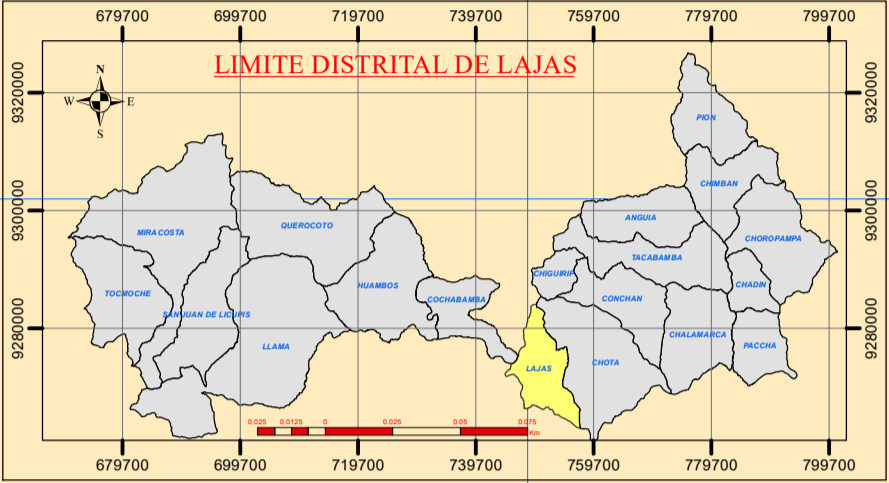 679700 699700 719700 739700 759700 779700 799700
LIMITE DISTRITAL DE LAJAS
9320000 9320000
N
W E
S
PION
CHIMBAN
9300000 9300000
ANGUIA
QUEROCOTO
MIRACOSTA
CHOROPAMPA
TACABAMBA
CHIGUIRIP
CHADIN
HUAMBOS
TOCMOCHE
CONCHAN
COCHABAMBA
SAN JUAN DE LICUPIS
9280000 9280000
CHALAMARCA
LLAMA
PACCHA
CHOTA
LAJAS
0.025 0.0125 0 0.025 0.05 0.075
Km
679700 699700 719700 739700 759700 779700 799700